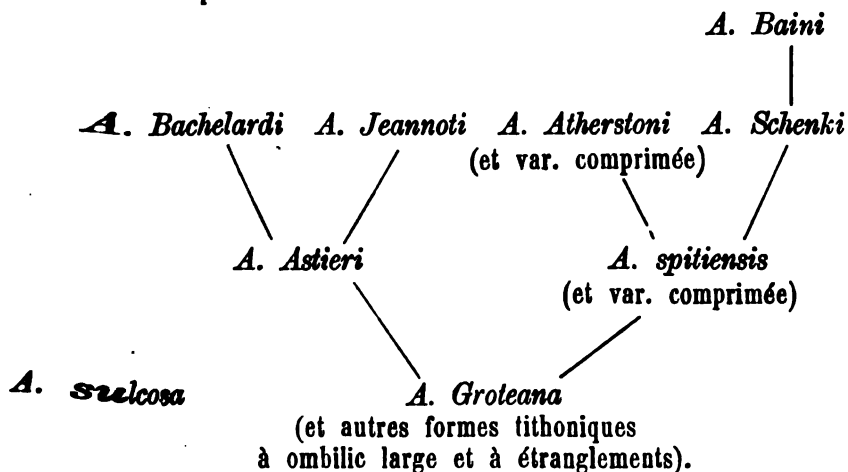 A. Baini
A. Bachelardi A. Jeannoti A. Atherstoni A. Schenki
(et var. comprimée)
A. Astieri A. spitiensis
(et var. comprimée)
A. sulcosa A. Groteana
(et autres formes tithoniques
à ombilic large et à étranglements).